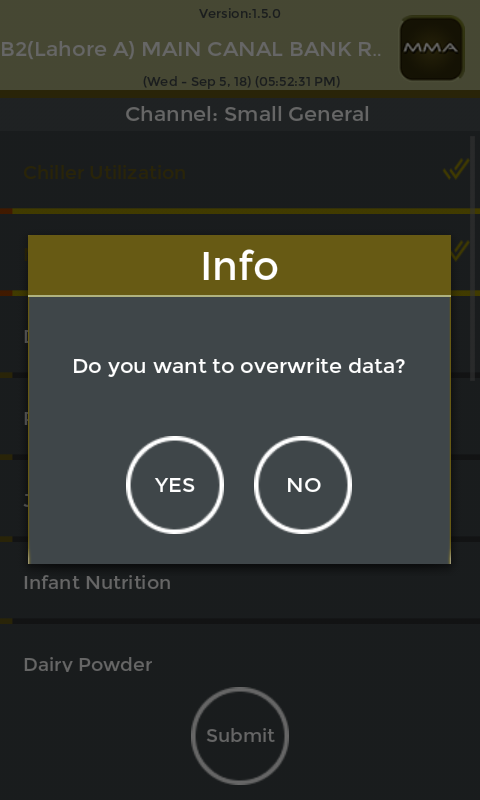 Version:1.5.0
B2(Lahore A) MAIN CANAL BANK R..
MMA
(Wed - Sep 5, 18) (05:52:31 PM)
Channel: Small General
Chiller Utilization
Info
Do you want to overwrite data?
YES NO
Infant Nutrition
Dairy Powder
Submit